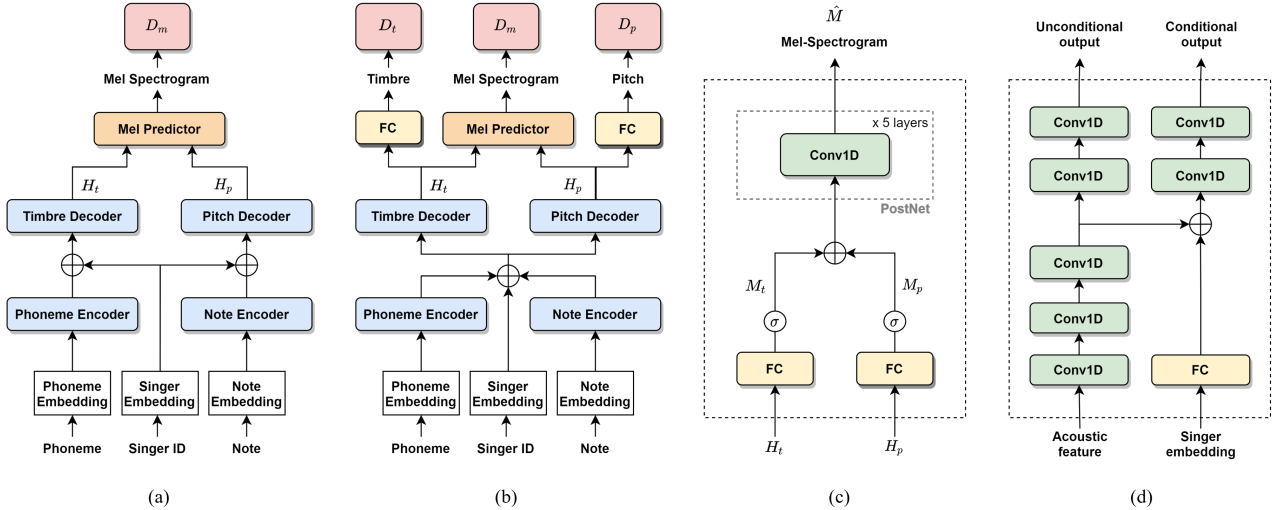 D_m
Mel Spectrogram
Mel Predictor
H_t
H_p
Timbre Decoder
Pitch Decoder
Phoneme Encoder
Note Encoder
Phoneme
Embedding
Singer
Embedding
Note
Embedding
Phoneme
Singer ID
Note
(a)
D_t
D_m
D_p
Timbre
Mel Spectrogram
Pitch
FC
Mel Predictor
FC
H_t
H_p
Timbre Decoder
Pitch Decoder
Phoneme Encoder
Note Encoder
Phoneme
Embedding
Singer
Embedding
Note
Embedding
Phoneme
Singer ID
Note
(b)
M̂
Mel-Spectrogram
x 5 layers
Conv1D
PostNet
M_t
M_p
σ
σ
FC
FC
H_t
H_p
(c)
Unconditional
output
Conditional
output
Conv1D
Conv1D
Conv1D
Conv1D
Conv1D
Conv1D
Conv1D
FC
Acoustic
feature
Singer
embedding
(d)